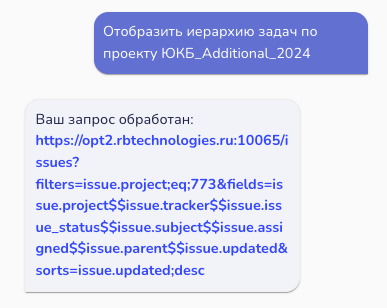 Отобразить иерархию задач по
проекту ЮКБ_Additional_2024
Ваш запрос обработан:
https://opt2.rbtechnologies.ru:10065/i
ssues?
filters=issue.project;eq;773&fields=is
sue.project$$issue.tracker$$issue.iss
ue_status$$issue.subject$$issue.assi
gned$$issue.parent$$issue.updated&
sorts=issue.updated;desc